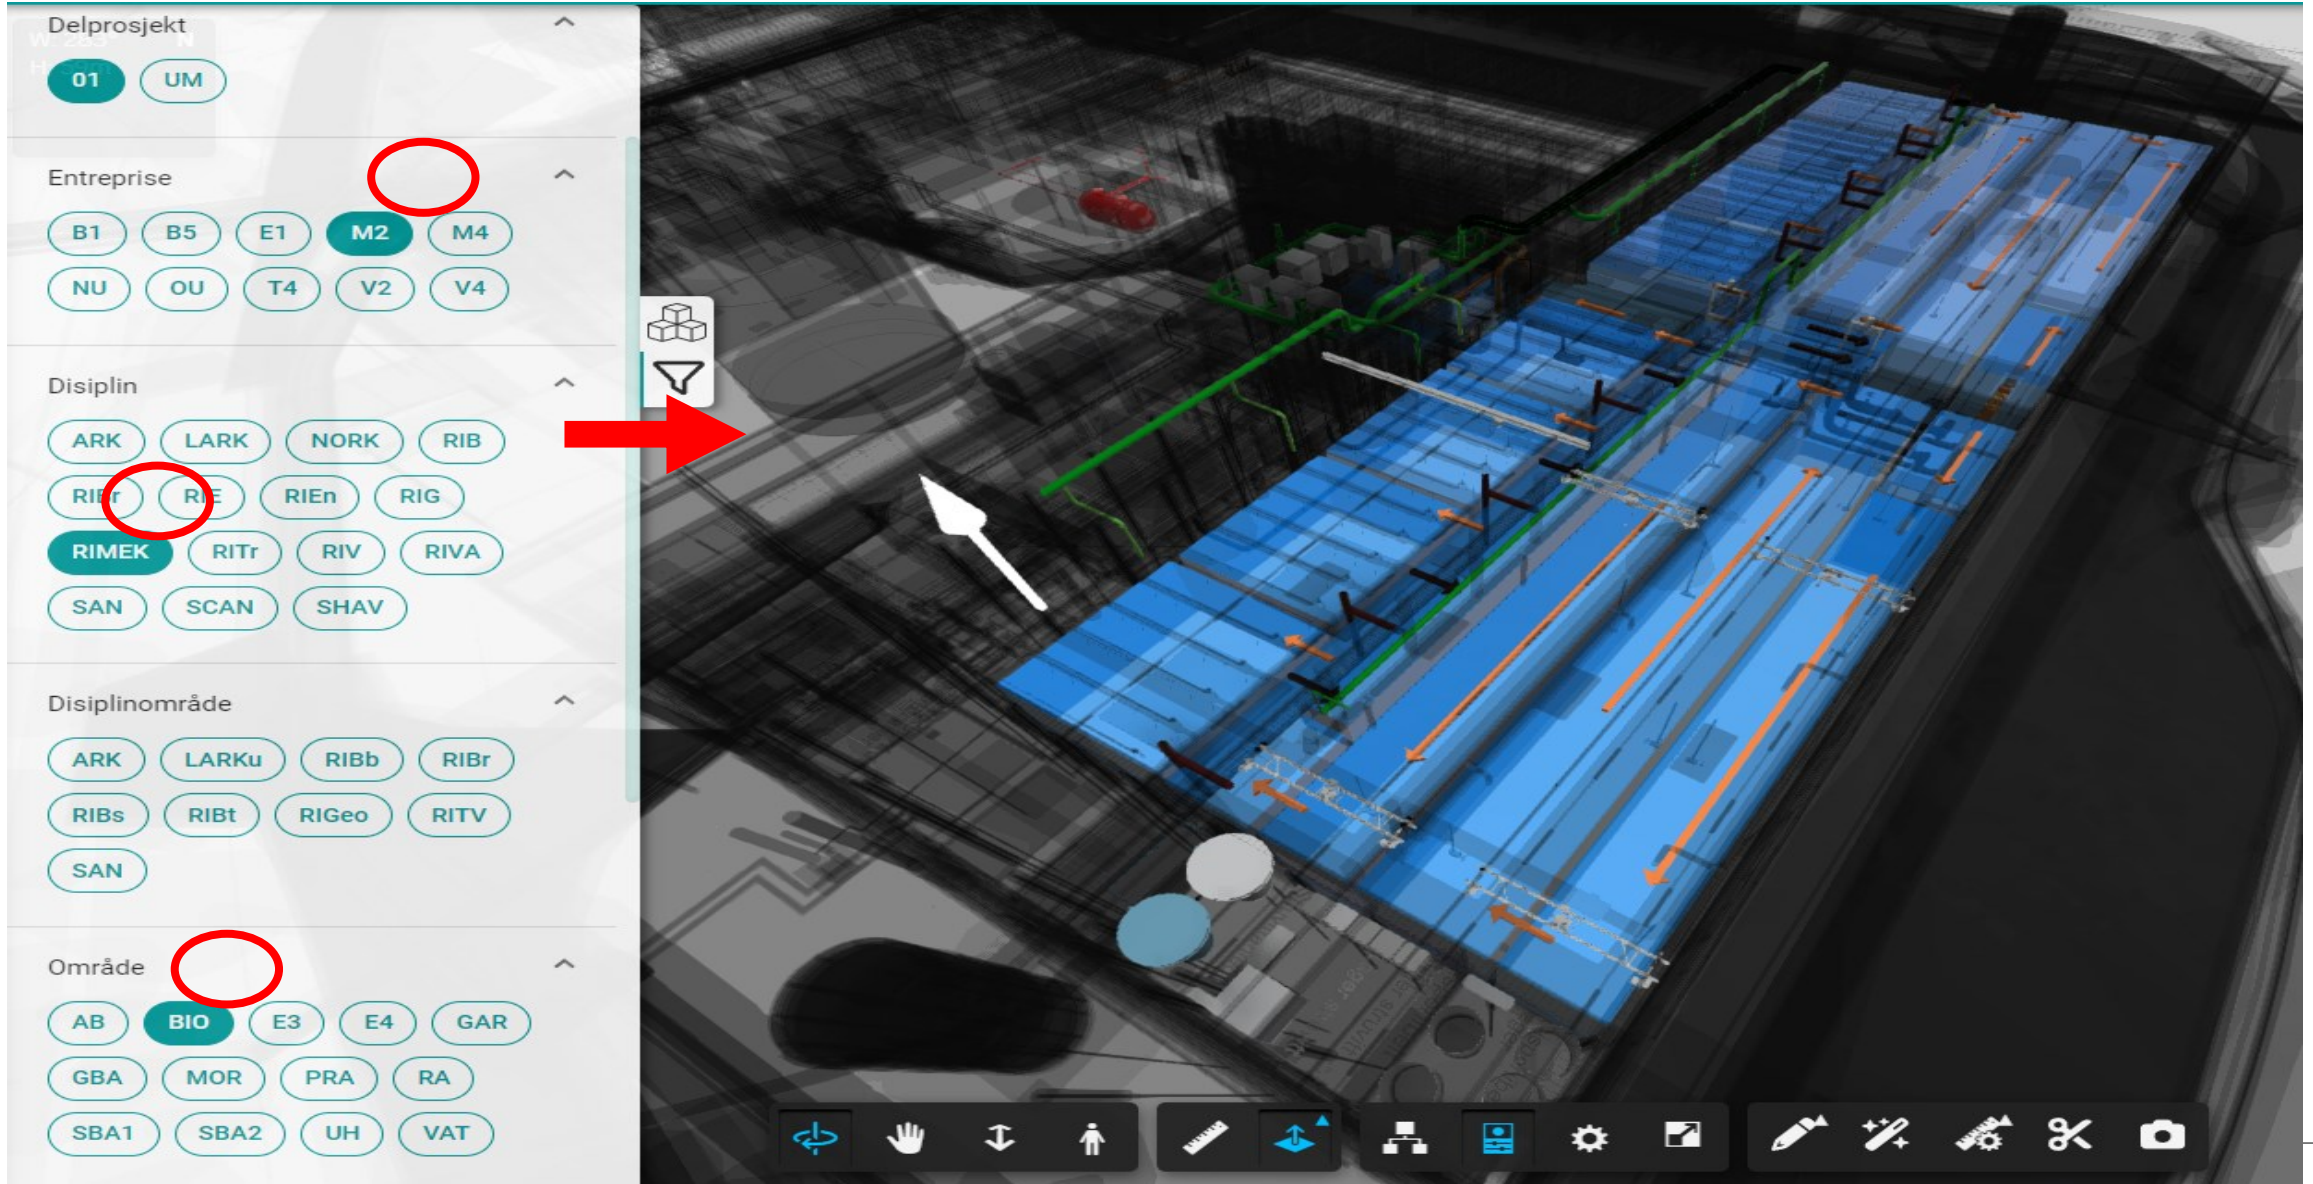 Delprosjekt
01 UM
Entreprise
B1 B5 E1 M2 M4
NU OU T4 V2 V4
Disiplin
ARK LARK NORK RIB
RIBr RIE RIEn RIG
RIMEK RITr RIV RIVA
SAN SCAN SHAV
Disiplinområde
ARK LARKu RIBb RIBr
RIBs RIBt RIGeo RITV
SAN
Område
AB BIO E3 E4 GAR
GBA MOR PRA RA
SBA1 SBA2 UH VAT